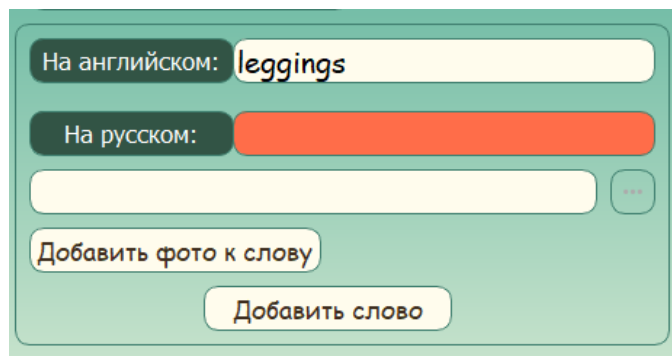 На английском: leggings
На русском:
...
Добавить фото к слову
Добавить слово